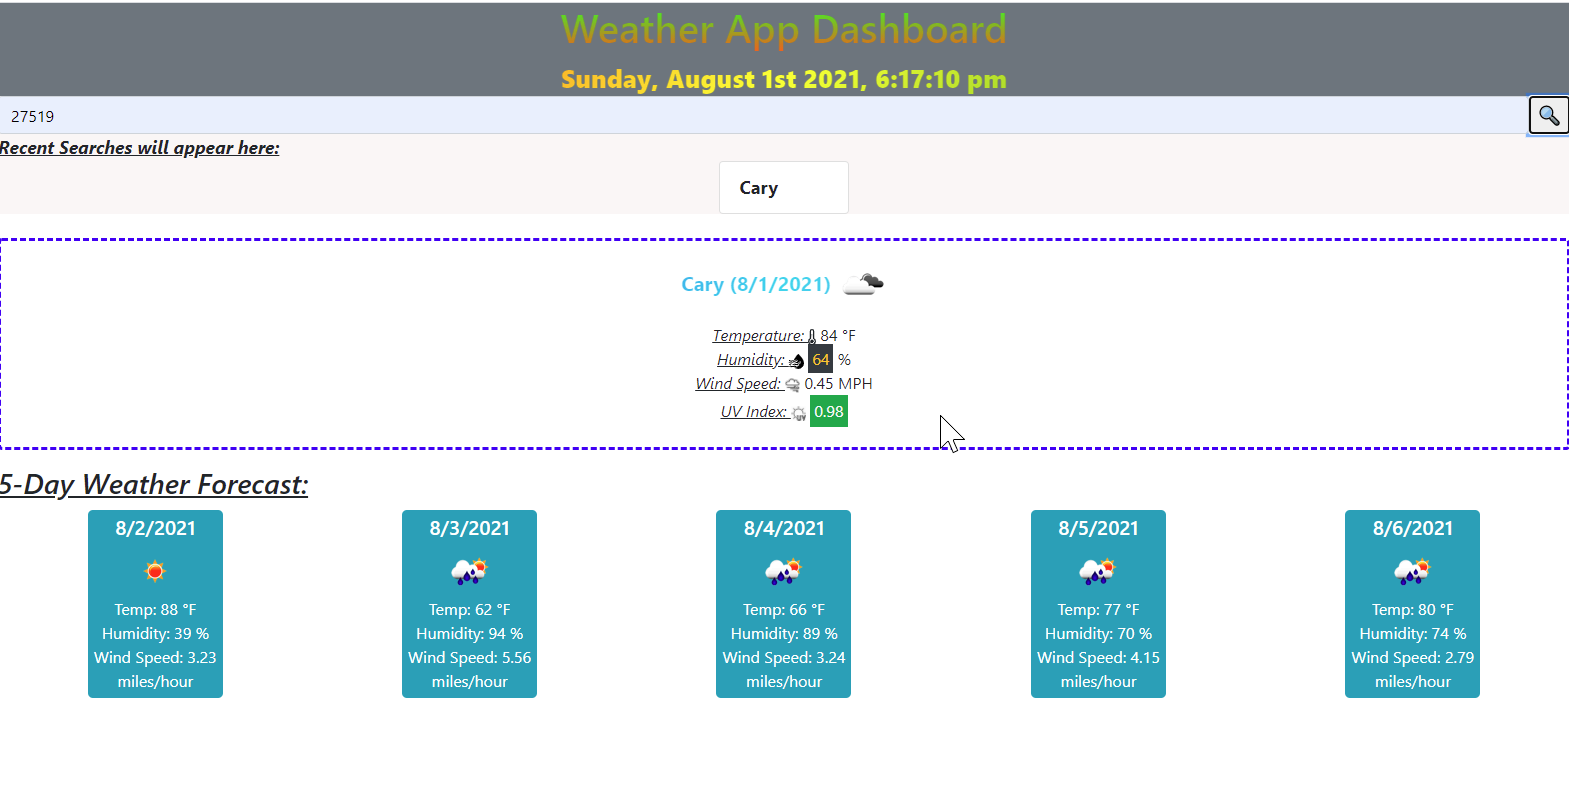 Weather App Dashboard
Sunday, August 1st 2021, 6:17:10 pm
27519
Recent Searches will appear here:
Cary
Cary (8/1/2021)
Temperature: 84 °F
Humidity: 64 %
Wind Speed: 0.45 MPH
UV Index: UV 0.98
5-Day Weather Forecast:
8/2/2021
Temp: 88 °F
Humidity: 39 %
Wind Speed: 3.23
miles/hour
8/3/2021
Temp: 62 °F
Humidity: 94 %
Wind Speed: 5.56
miles/hour
8/4/2021
Temp: 66 °F
Humidity: 89 %
Wind Speed: 3.24
miles/hour
8/5/2021
Temp: 77 °F
Humidity: 70 %
Wind Speed: 4.15
miles/hour
8/6/2021
Temp: 80 °F
Humidity: 74 %
Wind Speed: 2.79
miles/hour